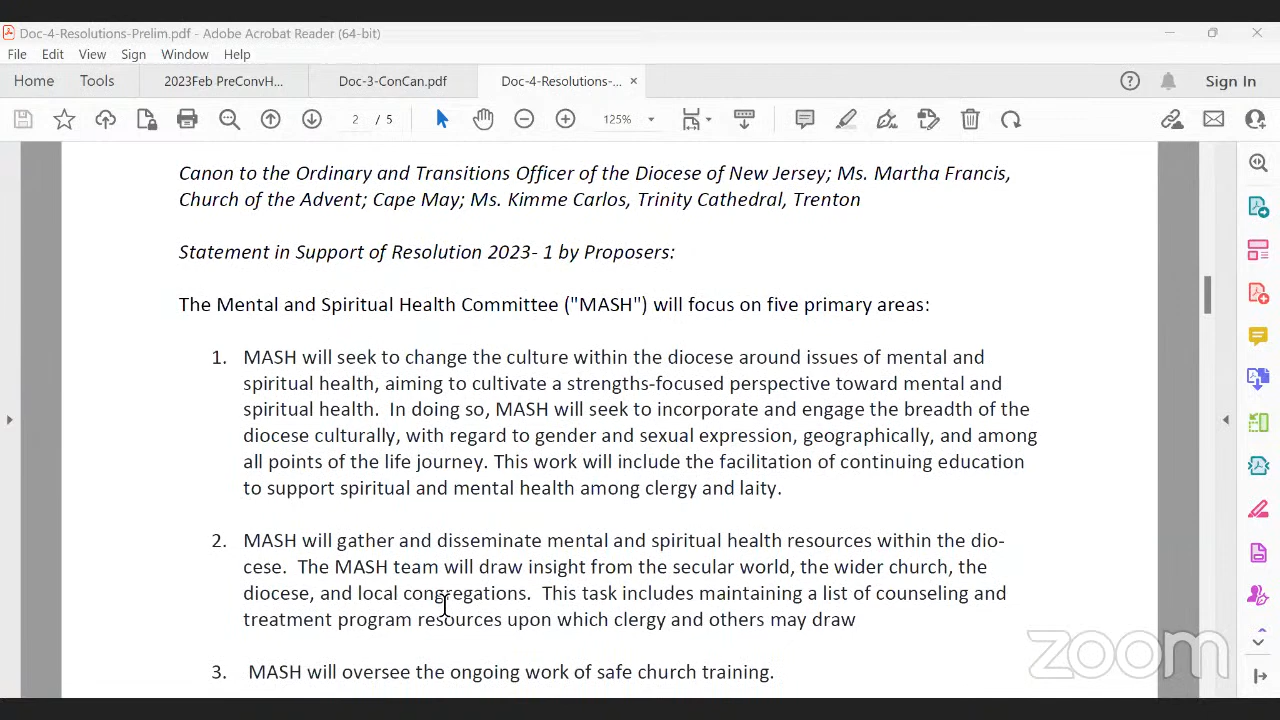 Doc-4-Resolutions-Prelim.pdf - Adobe Acrobat Reader (64-bit)
File Edit View Sign Window Help
Home Tools 2023Feb PreConvH... Doc-3-ConCan.pdf Doc-4-Resolutions-... × Sign In
2 / 5 125%
Canon to the Ordinary and Transitions Officer of the Diocese of New Jersey; Ms. Martha Francis,
Church of the Advent; Cape May; Ms. Kimme Carlos, Trinity Cathedral, Trenton
Statement in Support of Resolution 2023- 1 by Proposers:
The Mental and Spiritual Health Committee ("MASH") will focus on five primary areas:
1. MASH will seek to change the culture within the diocese around issues of mental and
spiritual health, aiming to cultivate a strengths-focused perspective toward mental and
spiritual health. In doing so, MASH will seek to incorporate and engage the breadth of the
diocese culturally, with regard to gender and sexual expression, geographically, and among
all points of the life journey. This work will include the facilitation of continuing education
to support spiritual and mental health among clergy and laity.
2. MASH will gather and disseminate mental and spiritual health resources within the dio-
cese. The MASH team will draw insight from the secular world, the wider church, the
diocese, and local congregations. This task includes maintaining a list of counseling and
treatment program resources upon which clergy and others may draw
3. MASH will oversee the ongoing work of safe church training.
zoom